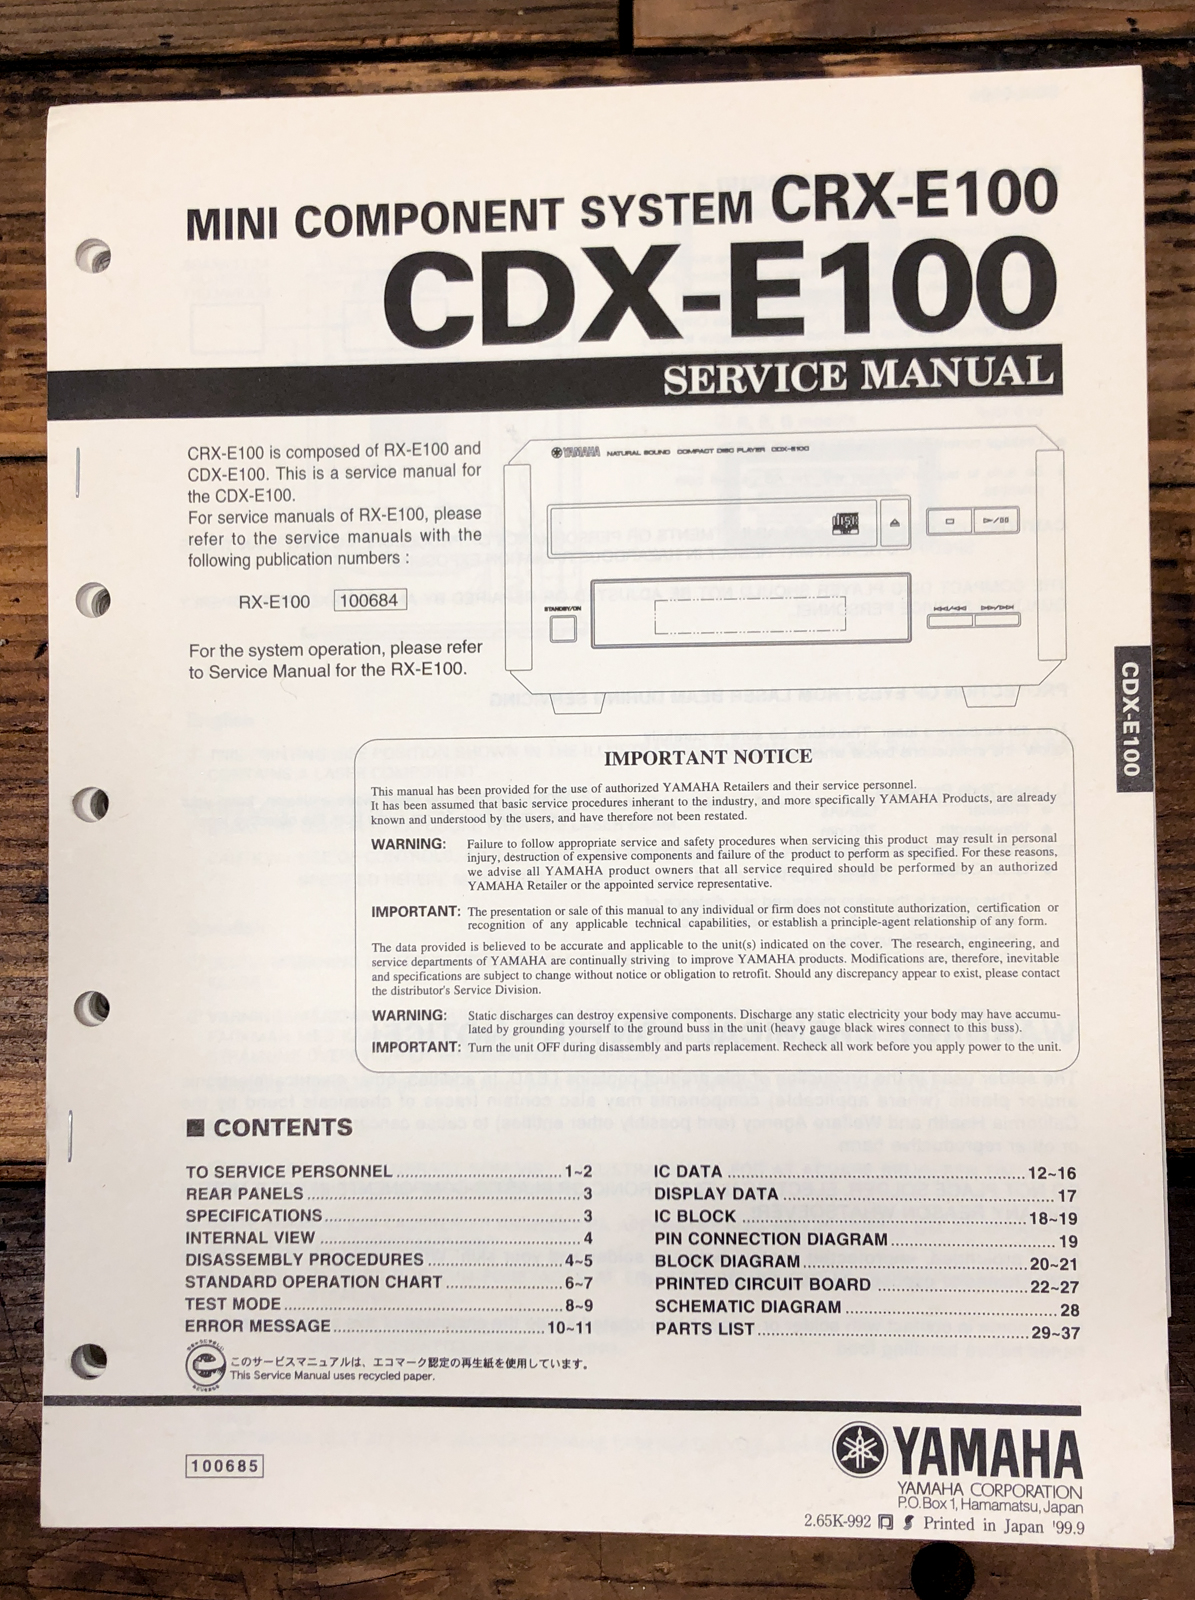 MINI COMPONENT SYSTEM CRX-E100
CDX-E100
SERVICE MANUAL
CRX-E100 is composed of RX-E100 and
CDX-E100. This is a service manual for
the CDX-E100.
For service manuals of RX-E100, please
refer to the service manuals with the
following publication numbers :
RX-E100 100684
For the system operation, please refer
to Service Manual for the RX-E100.
YAMAHA NATURAL SOUND COMPACT DISC PLAYER CDX-E100
STANDBY/ON
CDX-E100
IMPORTANT NOTICE
This manual has been provided for the use of authorized YAMAHA Retailers and their service personnel.
It has been assumed that basic service procedures inherant to the industry, and more specifically YAMAHA Products, are already
known and understood by the users, and have therefore not been restated.
WARNING: Failure to follow appropriate service and safety procedures when servicing this product may result in personal
injury, destruction of expensive components and failure of the product to perform as specified. For these reasons,
we advise all YAMAHA product owners that all service required should be performed by an authorized
YAMAHA Retailer or the appointed service representative.
IMPORTANT: The presentation or sale of this manual to any individual or firm does not constitute authorization, certification or
recognition of any applicable technical capabilities, or establish a principle-agent relationship of any form.
The data provided is believed to be accurate and applicable to the unit(s) indicated on the cover. The research, engineering, and
service departments of YAMAHA are continually striving to improve YAMAHA products. Modifications are, therefore, inevitable
and specifications are subject to change without notice or obligation to retrofit. Should any discrepancy appear to exist, please contact
the distributor's Service Division.
WARNING: Static discharges can destroy expensive components. Discharge any static electricity your body may have accumu-
lated by grounding yourself to the ground buss in the unit (heavy gauge black wires connect to this buss).
IMPORTANT: Turn the unit OFF during disassembly and parts replacement. Recheck all work before you apply power to the unit.
■ CONTENTS
TO SERVICE PERSONNEL ........ 1~2
REAR PANELS ........ 3
SPECIFICATIONS ........ 3
INTERNAL VIEW ........ 4
DISASSEMBLY PROCEDURES ........ 4~5
STANDARD OPERATION CHART ........ 6~7
TEST MODE ........ 8~9
ERROR MESSAGE ........ 10~11
IC DATA ........ 12~16
DISPLAY DATA ........ 17
IC BLOCK ........ 18~19
PIN CONNECTION DIAGRAM ........ 19
BLOCK DIAGRAM ........ 20~21
PRINTED CIRCUIT BOARD ........ 22~27
SCHEMATIC DIAGRAM ........ 28
PARTS LIST ........ 29~37
このサービスマニュアルは、エコマーク認定の再生紙を使用しています。
This Service Manual uses recycled paper.
100685
YAMAHA
YAMAHA CORPORATION
P.O.Box 1, Hamamatsu, Japan
2.65K-992 Printed in Japan '99.9